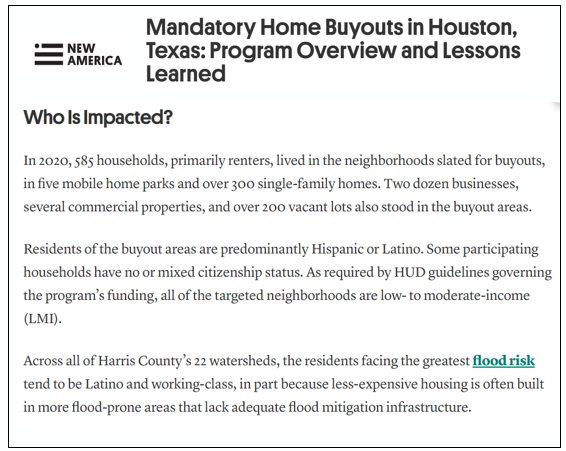 NEW
AMERICA
Mandatory Home Buyouts in Houston,
Texas: Program Overview and Lessons
Learned
Who Is Impacted?
In 2020, 585 households, primarily renters, lived in the neighborhoods slated for buyouts,
in five mobile home parks and over 300 single-family homes. Two dozen businesses,
several commercial properties, and over 200 vacant lots also stood in the buyout areas.
Residents of the buyout areas are predominantly Hispanic or Latino. Some participating
households have no or mixed citizenship status. As required by HUD guidelines governing
the program’s funding, all of the targeted neighborhoods are low- to moderate-income
(LMI).
Across all of Harris County’s 22 watersheds, the residents facing the greatest flood risk
tend to be Latino and working-class, in part because less-expensive housing is often built
in more flood-prone areas that lack adequate flood mitigation infrastructure.